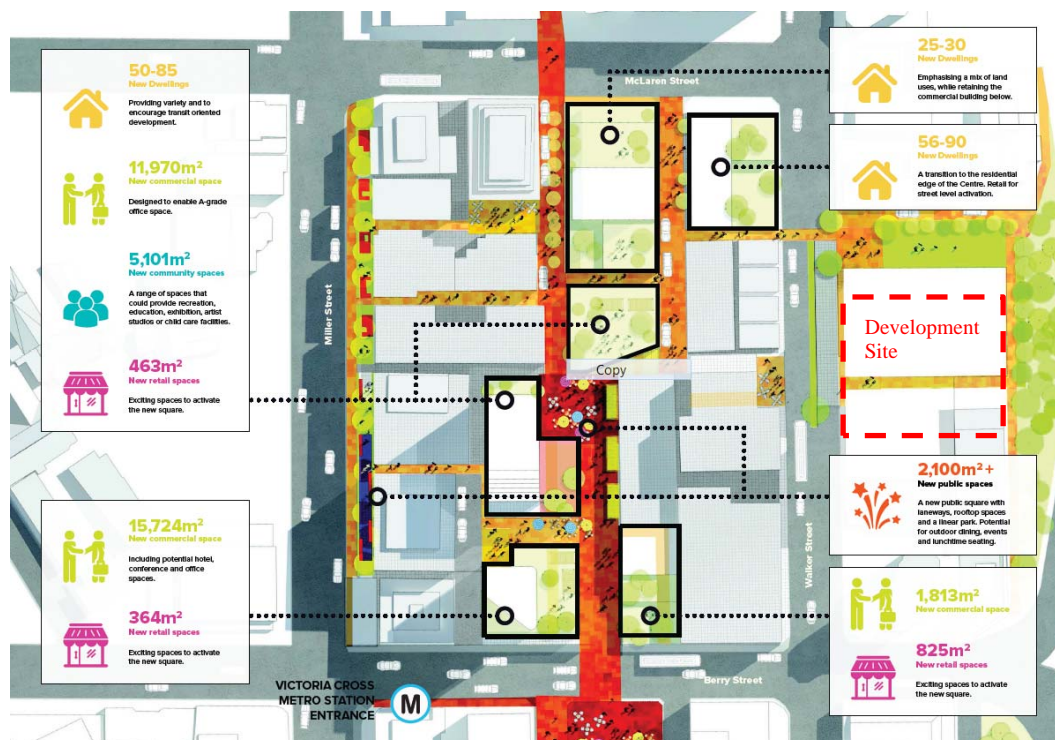 50-85
New Dwellings
Providing variety and to
encourage transit oriented
development.
11,970m²
New commercial space
Designed to enable A-grade
office space.
5,101m²
New community spaces
A range of spaces that
could provide recreation,
education, exhibition, artist
studios or child care facilities.
463m²
New retail spaces
Exciting spaces to activate
the new square.
15,724m²
New commercial space
Including potential hotel,
conference and office
spaces.
364m²
New retail spaces
Exciting spaces to activate
the new square.
Miller Street
McLaren Street
Copy
Walker Street
Berry Street
VICTORIA CROSS
METRO STATION
ENTRANCE
M
25-30
New Dwellings
Emphasising a mix of land
uses, while retaining the
commercial building below.
56-90
New Dwellings
A transition to the residential
edge of the Centre. Retail for
street level activation.
Development
Site
2,100m²+
New public spaces
A new public square with
laneways, rooftop spaces
and a linear park. Potential
for outdoor dining, events
and lunchtime seating.
1,813m²
New commercial space
825m²
New retail spaces
Exciting spaces to activate
the new square.